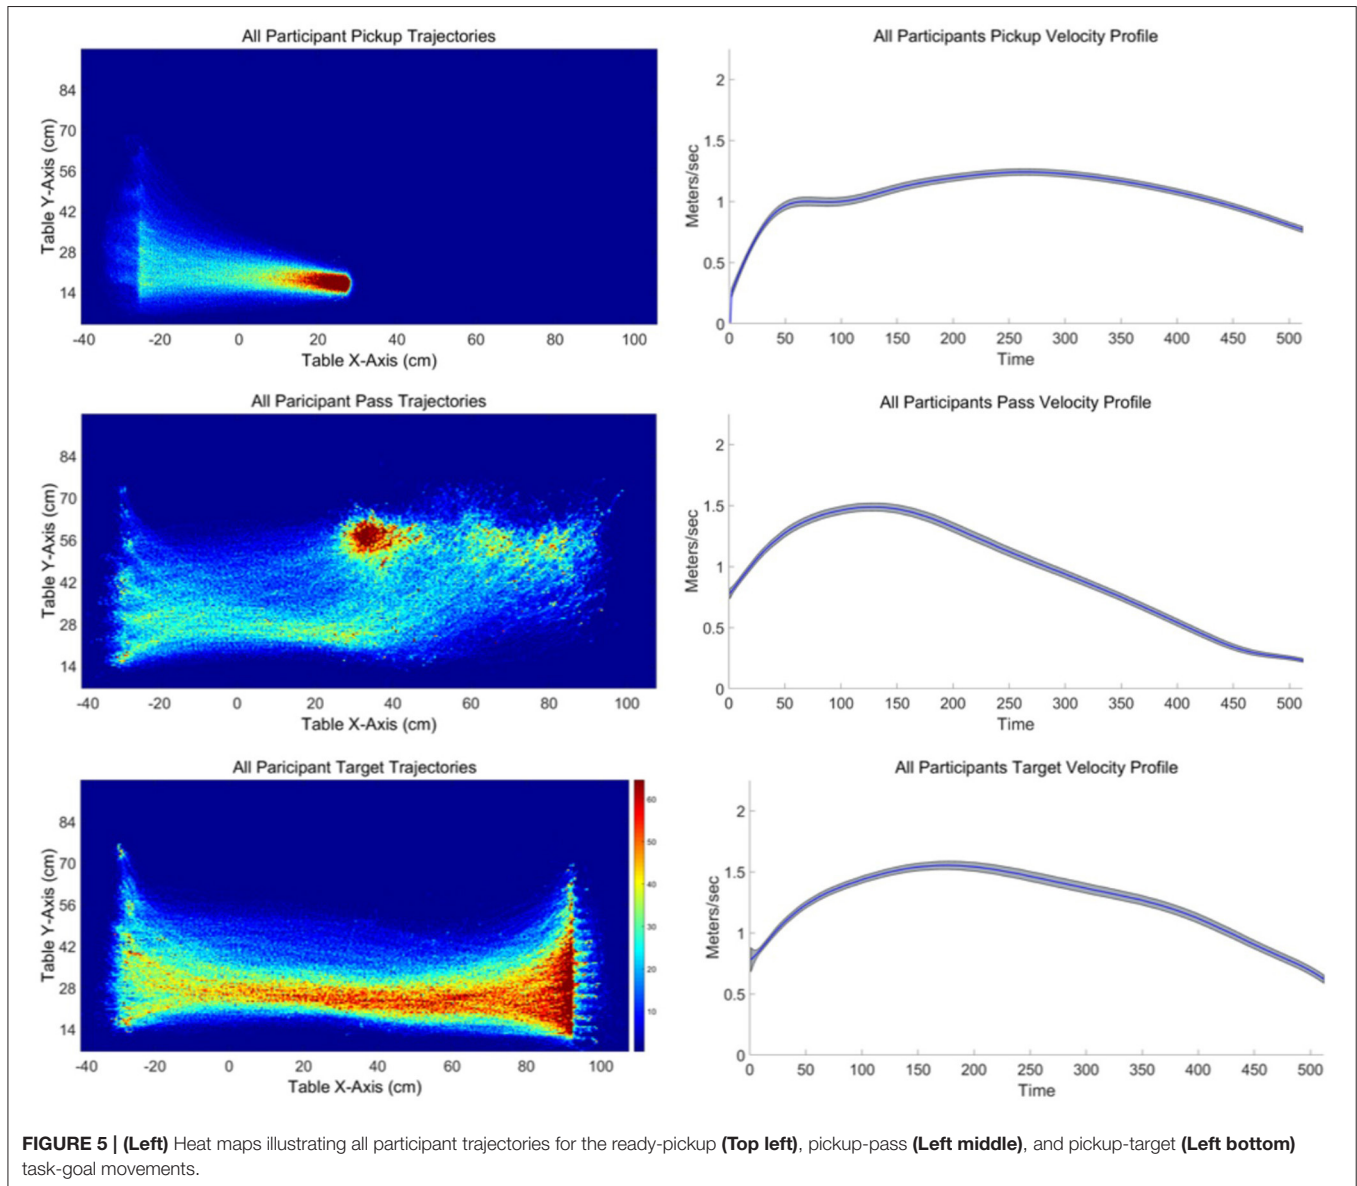 All Participant Pickup Trajectories
84
70
56
42
28
14
Table Y-Axis (cm)
-40 -20 0 20 40 60 80 100
Table X-Axis (cm)
All Participants Pickup Velocity Profile
2
1.5
1
0.5
0
Meters/sec
0 50 100 150 200 250 300 350 400 450 500
Time
All Paricipant Pass Trajectories
84
70
56
42
28
14
Table Y-Axis (cm)
-40 -20 0 20 40 60 80 100
Table X-Axis (cm)
All Participants Pass Velocity Profile
2
1.5
1
0.5
0
Meters/sec
0 50 100 150 200 250 300 350 400 450 500
Time
All Paricipant Target Trajectories
84
70
56
42
28
14
Table Y-Axis (cm)
-40 -20 0 20 40 60 80 100
Table X-Axis (cm)
60
50
40
30
20
10
All Participants Target Velocity Profile
2
1.5
1
0.5
0
Meters/sec
0 50 100 150 200 250 300 350 400 450 500
Time
FIGURE 5 | (Left) Heat maps illustrating all participant trajectories for the ready-pickup (Top left), pickup-pass (Left middle), and pickup-target (Left bottom)
task-goal movements.